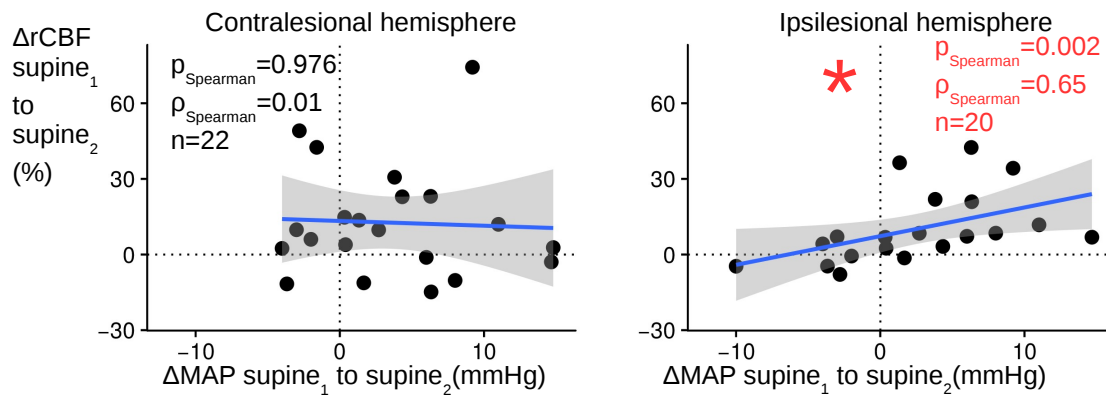 Contralesional hemisphere
ΔrCBF
supine₁
to
supine₂
(%)
60
30
0
−30
pSpearman=0.976
ρSpearman=0.01
n=22
−10 0 10
ΔMAP supine₁ to supine₂(mmHg)
Ipsilesional hemisphere
60
30
0
−30
*
pSpearman=0.002
ρSpearman=0.65
n=20
−10 0 10
ΔMAP supine₁ to supine₂(mmHg)